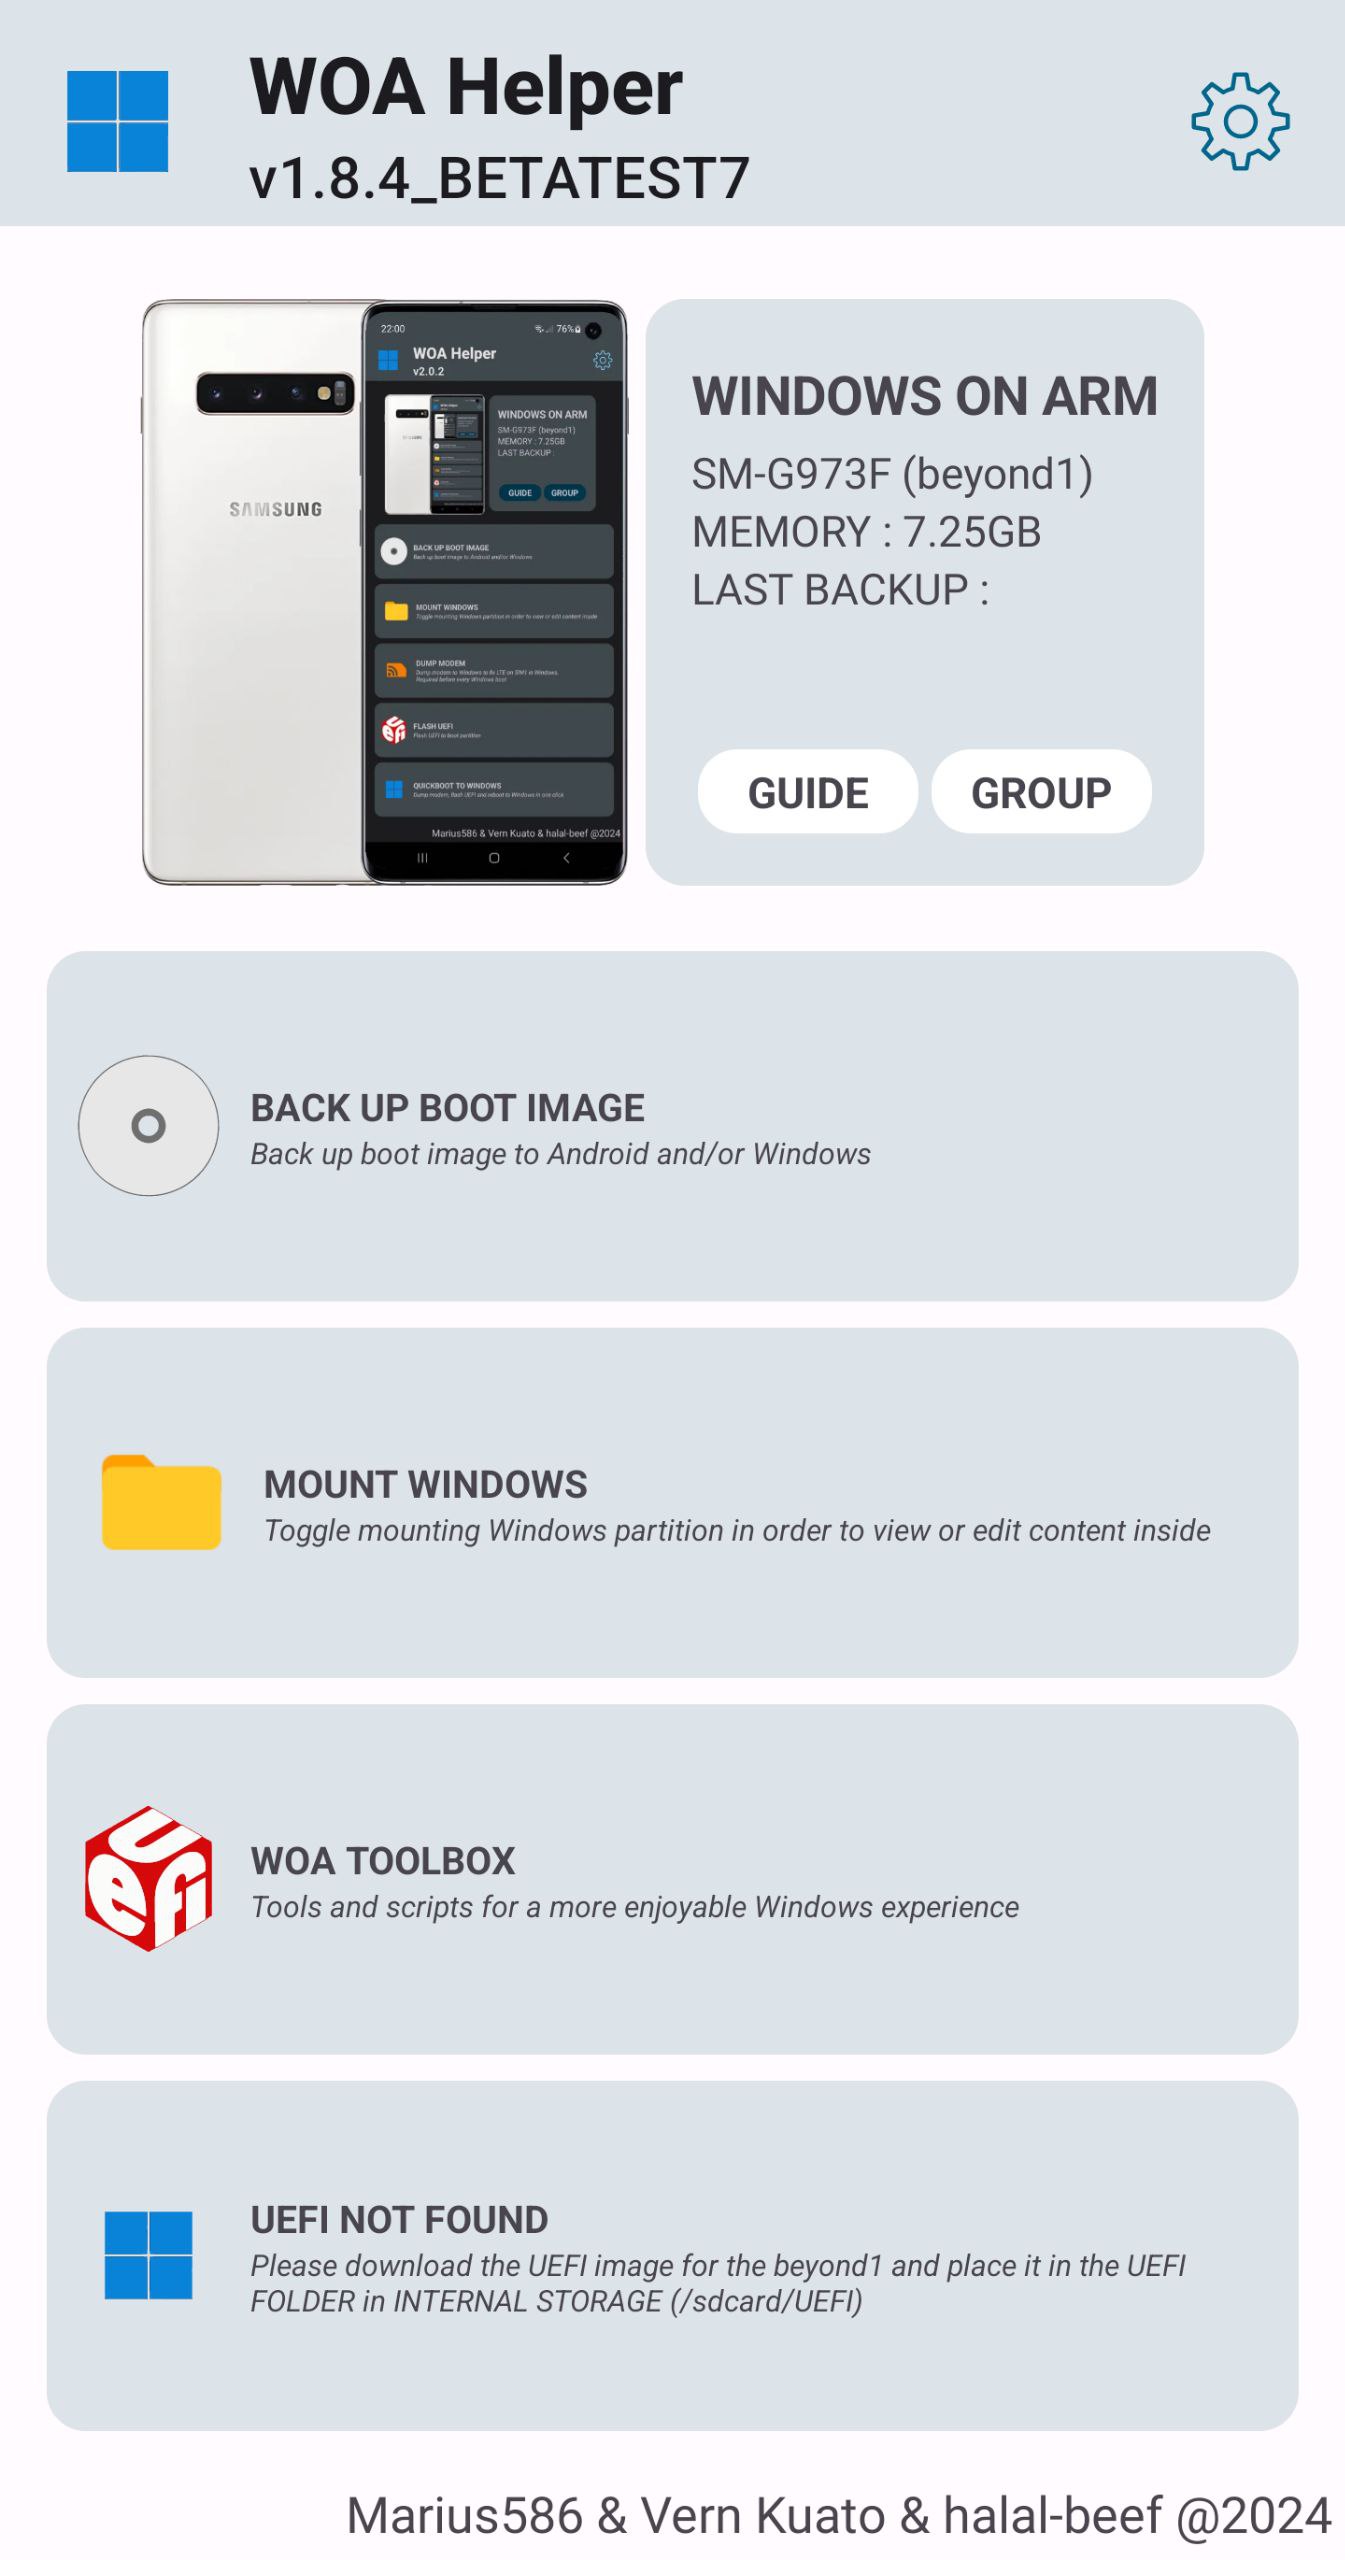 WOA Helper
v1.8.4_BETATEST7
SAMSUNG
22:00
76%
WOA Helper
v2.0.2
WINDOWS ON ARM
SM-G973F (beyond1)
MEMORY : 7.25GB
LAST BACKUP :
GUIDE GROUP
BACK UP BOOT IMAGE
Back up boot image to Android and/or Windows
MOUNT WINDOWS
Toggle mounting Windows partition in order to view or edit content inside
DUMP MODEM
Dump modem to Windows to fix LTE on SIM1 in Windows.
Required before every Windows boot
FLASH UEFI
Flash UEFI to boot partition
QUICKBOOT TO WINDOWS
Dump modem, flash UEFI and reboot to Windows in one click
Marius586 & Vern Kuato & halal-beef @2024
WINDOWS ON ARM
SM-G973F (beyond1)
MEMORY : 7.25GB
LAST BACKUP :
GUIDE GROUP
BACK UP BOOT IMAGE
Back up boot image to Android and/or Windows
MOUNT WINDOWS
Toggle mounting Windows partition in order to view or edit content inside
uefi
WOA TOOLBOX
Tools and scripts for a more enjoyable Windows experience
UEFI NOT FOUND
Please download the UEFI image for the beyond1 and place it in the UEFI
FOLDER in INTERNAL STORAGE (/sdcard/UEFI)
Marius586 & Vern Kuato & halal-beef @2024